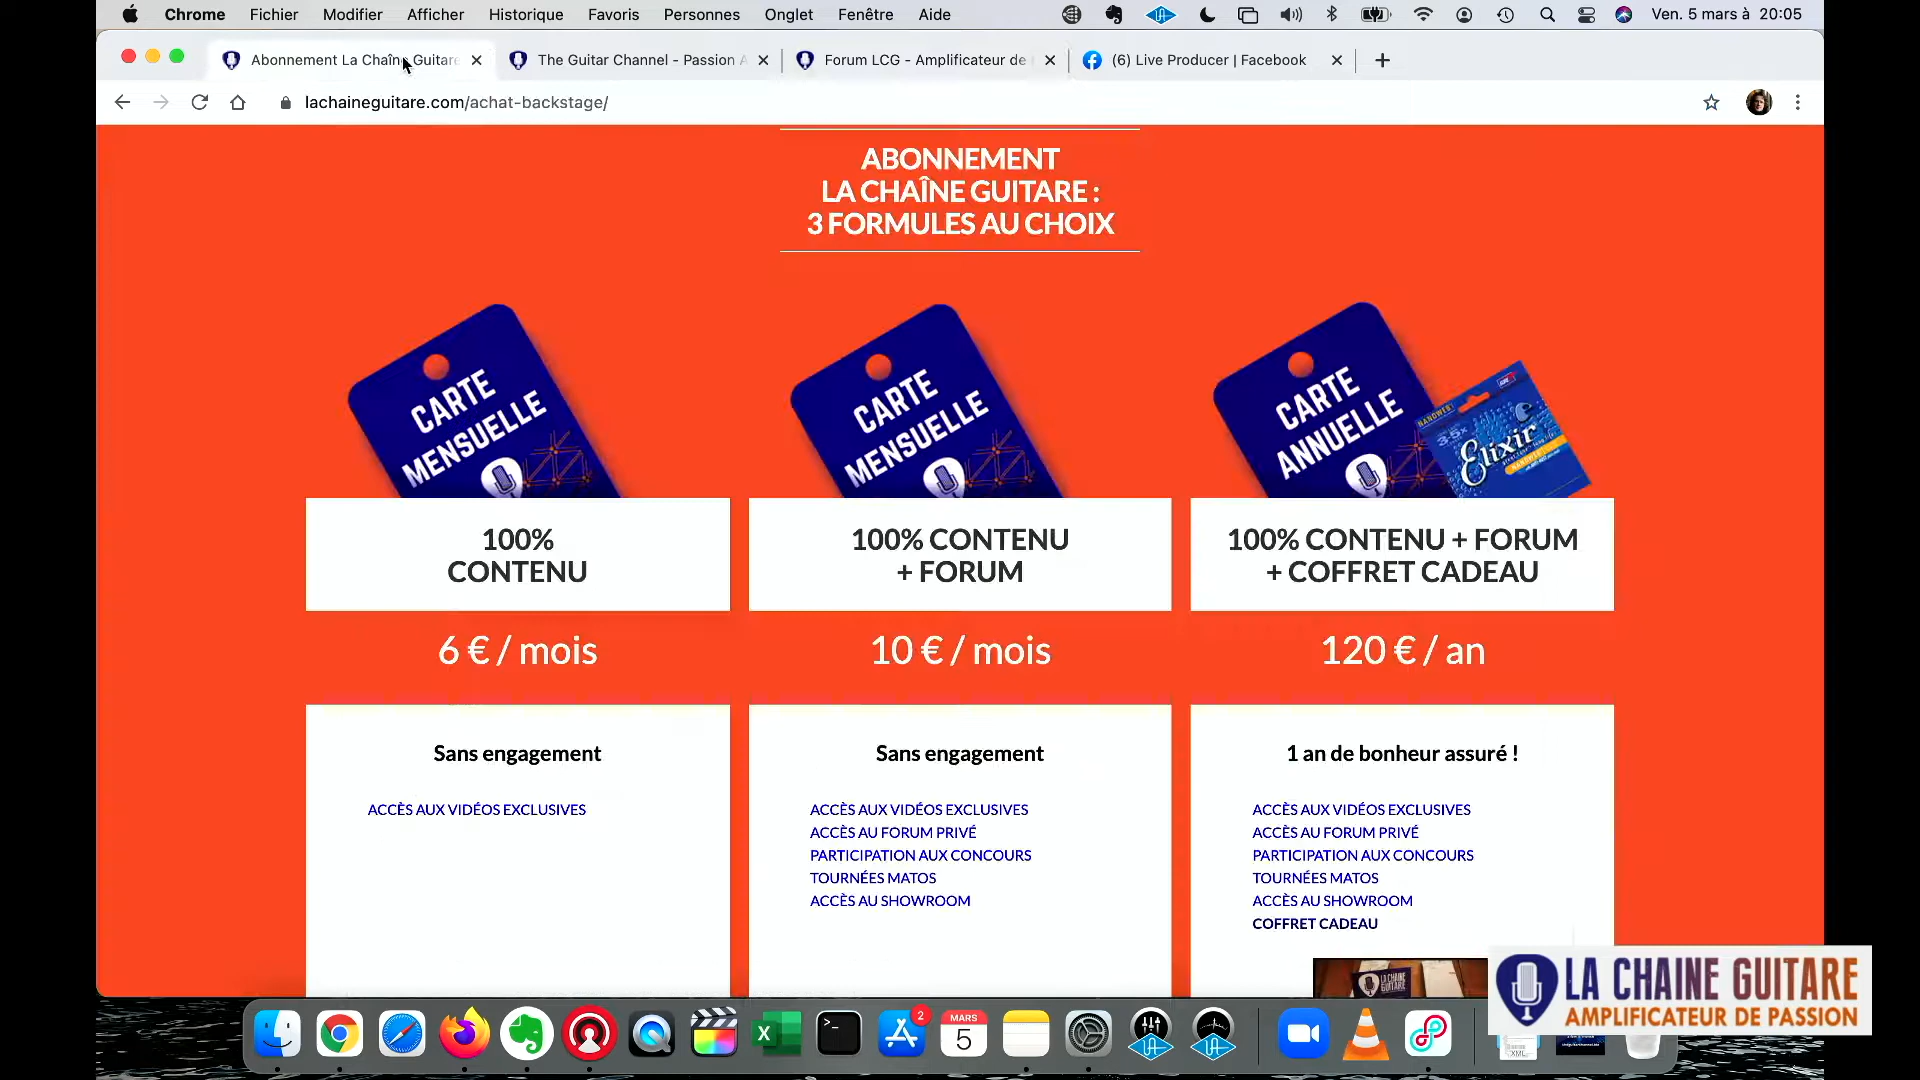 Chrome Fichier Modifier Afficher Historique Favoris Personnes Onglet Fenêtre Aide Ven. 5 mars à 20:05
Abonnement La Chaîne Guitare The Guitar Channel - Passion A Forum LCG - Amplificateur de (6) Live Producer | Facebook
lachaineguitare.com/achat-backstage/
ABONNEMENT
LA CHAÎNE GUITARE :
3 FORMULES AU CHOIX
CARTE
MENSUELLE
CARTE
MENSUELLE
CARTE
ANNUELLE
NANOWEB
Elixir
NANOWEB
100%
CONTENU
100% CONTENU
+ FORUM
100% CONTENU + FORUM
+ COFFRET CADEAU
6 € / mois
10 € / mois
120 € / an
Sans engagement
ACCÈS AUX VIDÉOS EXCLUSIVES
Sans engagement
ACCÈS AUX VIDÉOS EXCLUSIVES
ACCÈS AU FORUM PRIVÉ
PARTICIPATION AUX CONCOURS
TOURNÉES MATOS
ACCÈS AU SHOWROOM
1 an de bonheur assuré !
ACCÈS AUX VIDÉOS EXCLUSIVES
ACCÈS AU FORUM PRIVÉ
PARTICIPATION AUX CONCOURS
TOURNÉES MATOS
ACCÈS AU SHOWROOM
COFFRET CADEAU
LA CHAINE GUITARE
AMPLIFICATEUR DE PASSION
2
MARS
5
XML